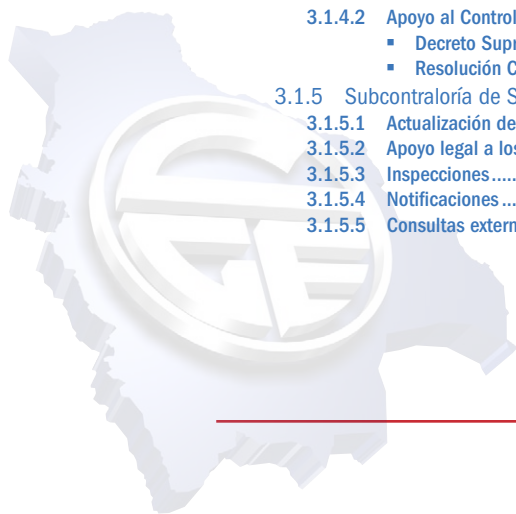 3.1.4.2 Apoyo al Control
▪ Decreto Supr
▪ Resolución C
3.1.5 Subcontraloría de S
3.1.5.1 Actualización de
3.1.5.2 Apoyo legal a los
3.1.5.3 Inspecciones.....
3.1.5.4 Notificaciones...
3.1.5.5 Consultas extern
CGE